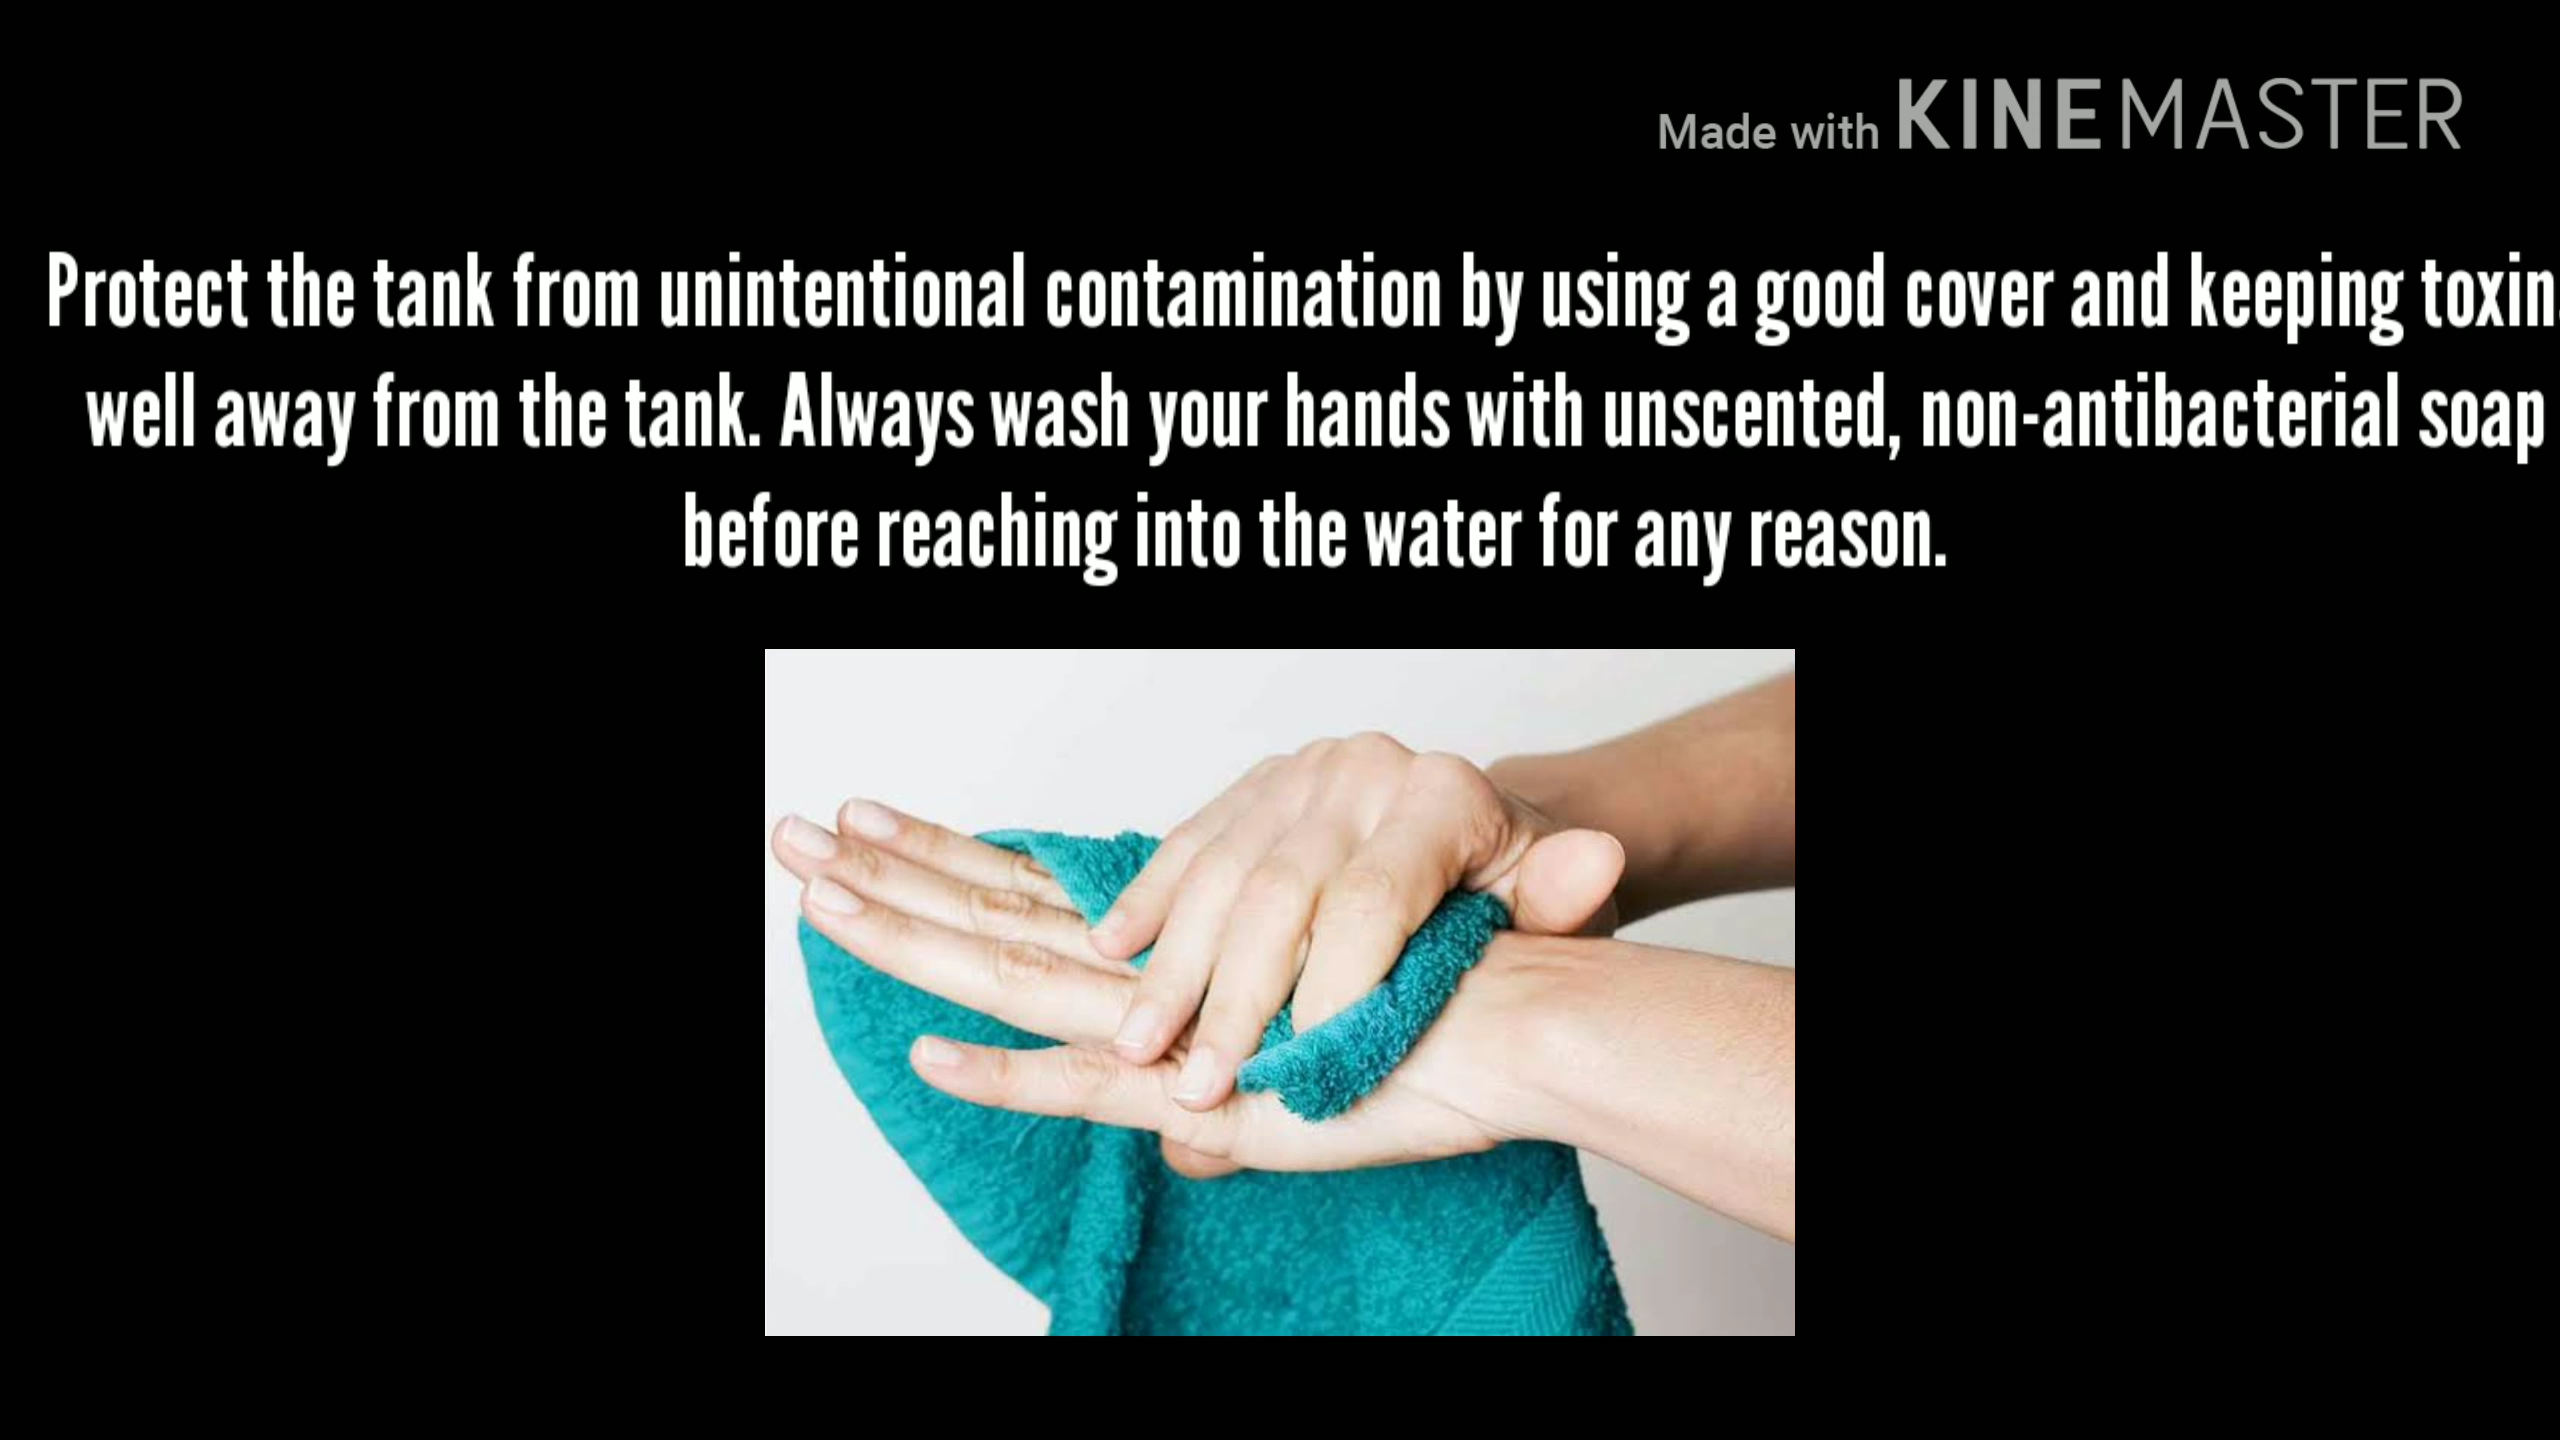 Made with KINEMASTER
Protect the tank from unintentional contamination by using a good cover and keeping toxin
well away from the tank. Always wash your hands with unscented, non-antibacterial soap
before reaching into the water for any reason.